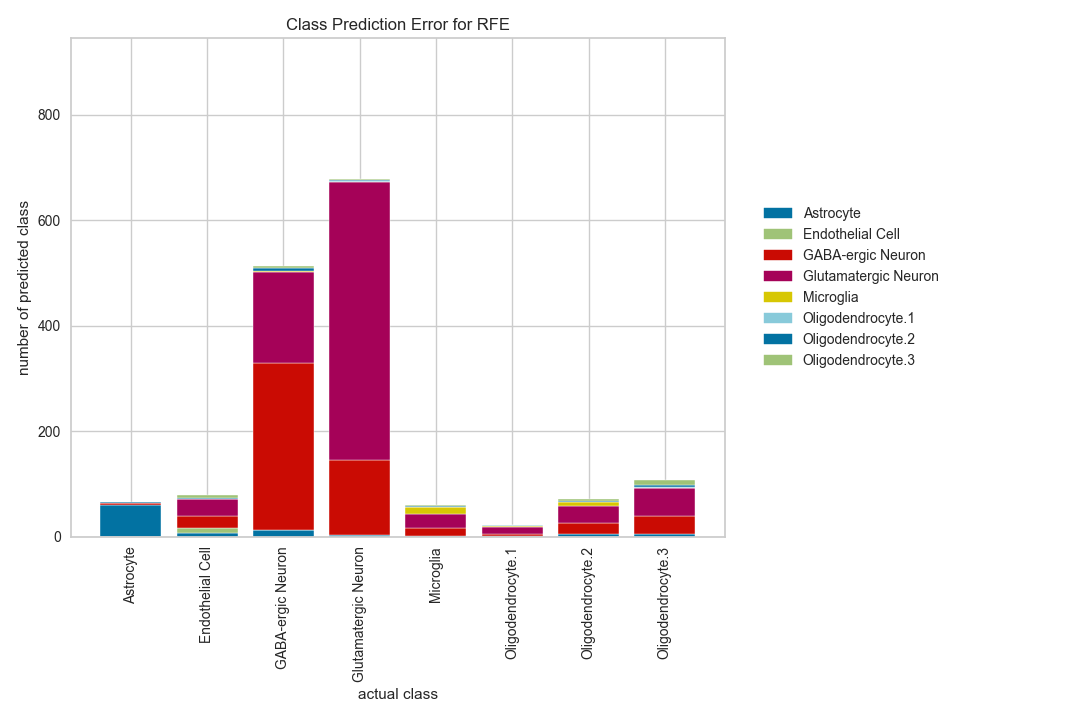 Class Prediction Error for RFE
number of predicted class
800
600
400
200
0
Astrocyte
Endothelial Cell
GABA-ergic Neuron
Glutamatergic Neuron
Microglia
Oligodendrocyte.1
Oligodendrocyte.2
Oligodendrocyte.3
actual class
Astrocyte
Endothelial Cell
GABA-ergic Neuron
Glutamatergic Neuron
Microglia
Oligodendrocyte.1
Oligodendrocyte.2
Oligodendrocyte.3